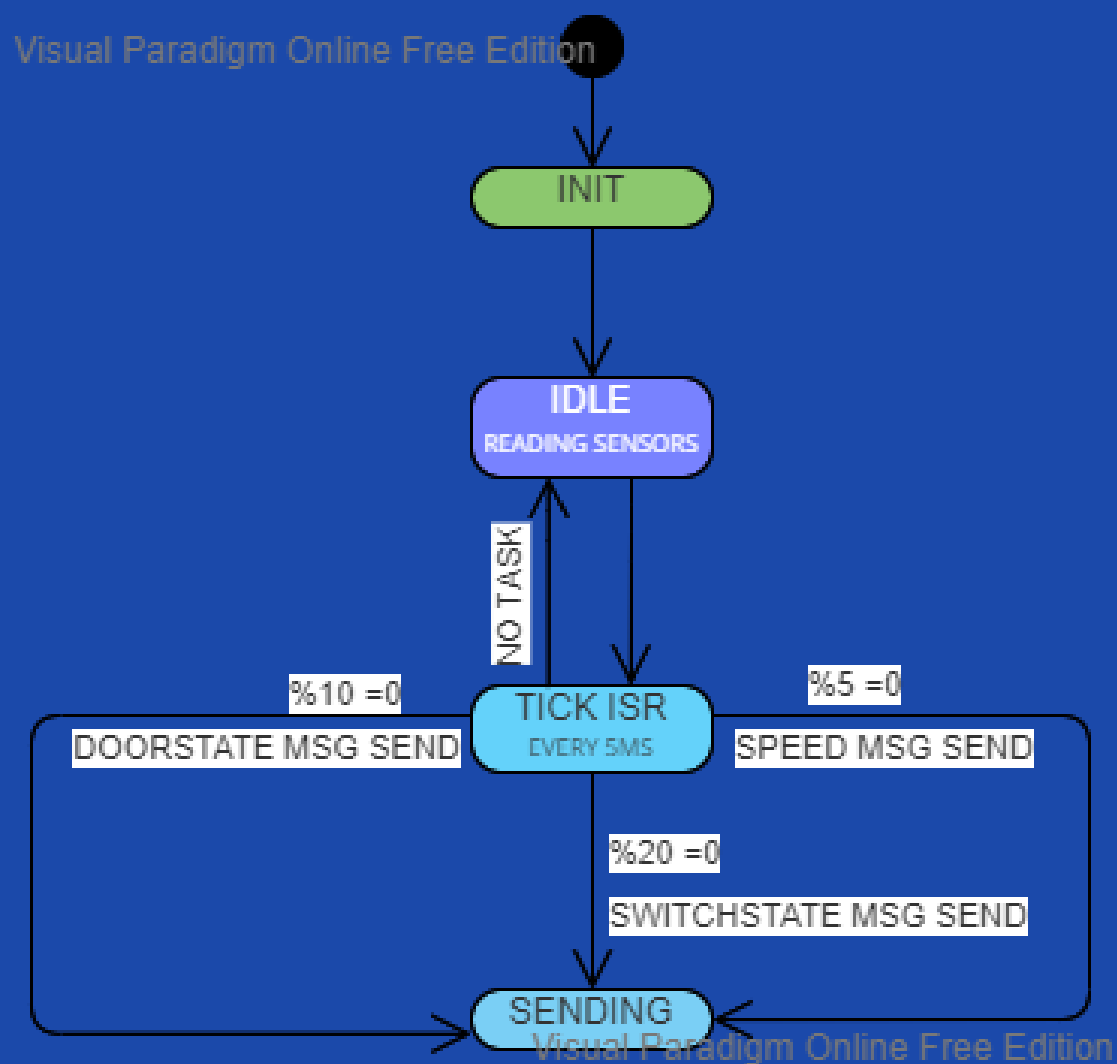 Visual Paradigm Online Free Edition
INIT
IDLE
READING SENSORS
NO TASK
%10 =0
%5 =0
TICK ISR
EVERY 5MS
DOORSTATE MSG SEND
SPEED MSG SEND
%20 =0
SWITCHSTATE MSG SEND
SENDING
Visual Paradigm Online Free Edition